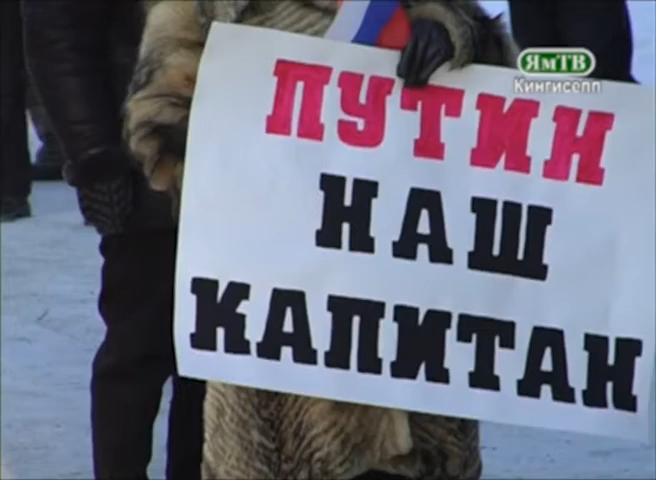 ЯмТВ
Кингисепп
ПУТИН
НАШ
КАПИТАН